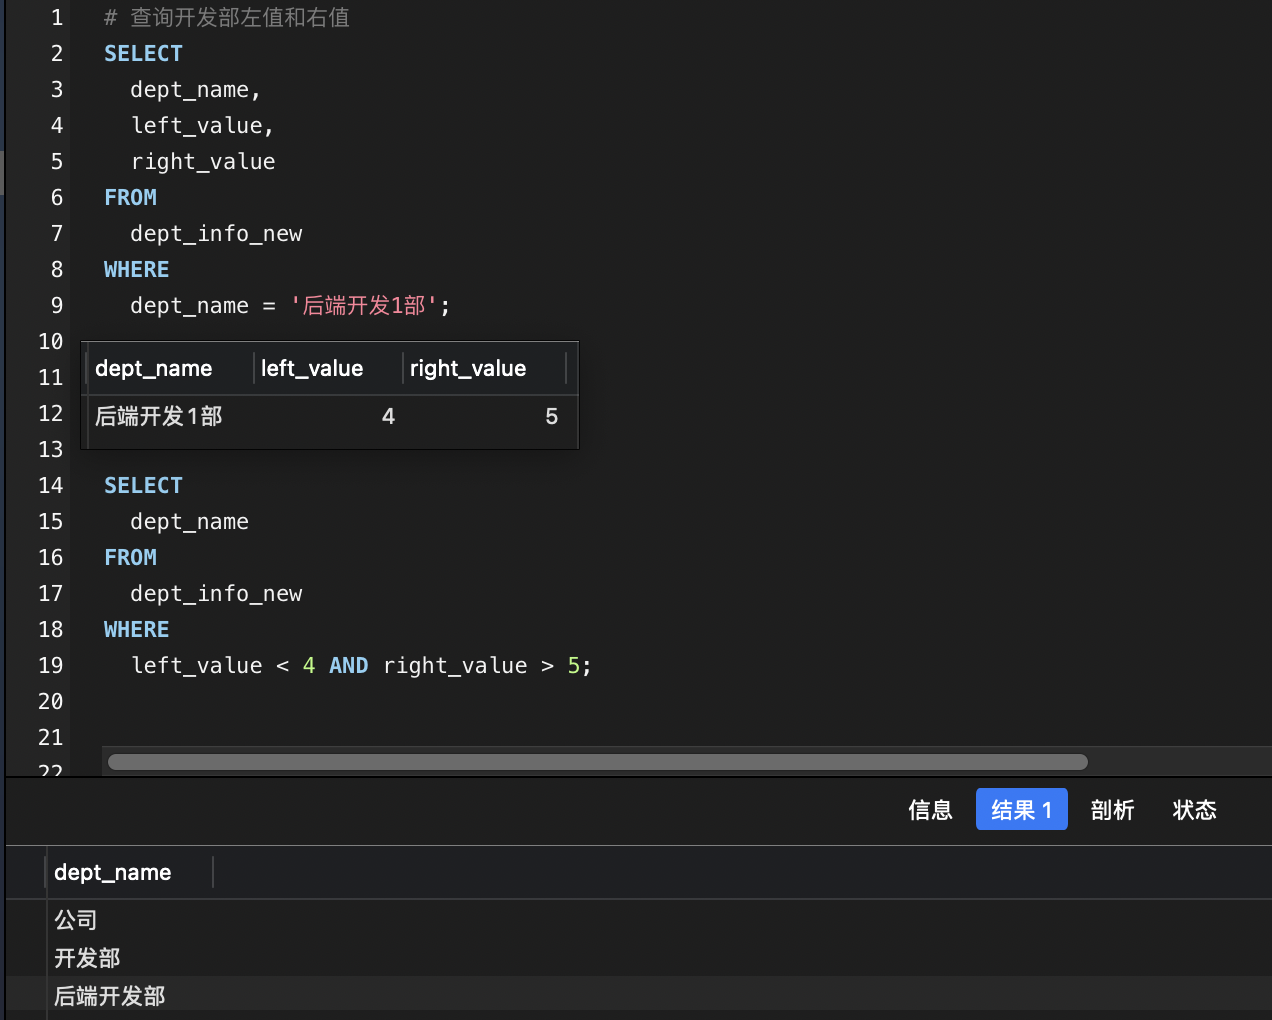 1 # 查询开发部左值和右值
2 SELECT
3 dept_name,
4 left_value,
5 right_value
6 FROM
7 dept_info_new
8 WHERE
9 dept_name = '后端开发1部';
10
dept_name left_value right_value
11
12 后端开发1部 4 5
13
14 SELECT
15 dept_name
16 FROM
17 dept_info_new
18 WHERE
19 left_value < 4 AND right_value > 5;
20
21
22
信息 结果 1 剖析 状态
dept_name
公司
开发部
后端开发部